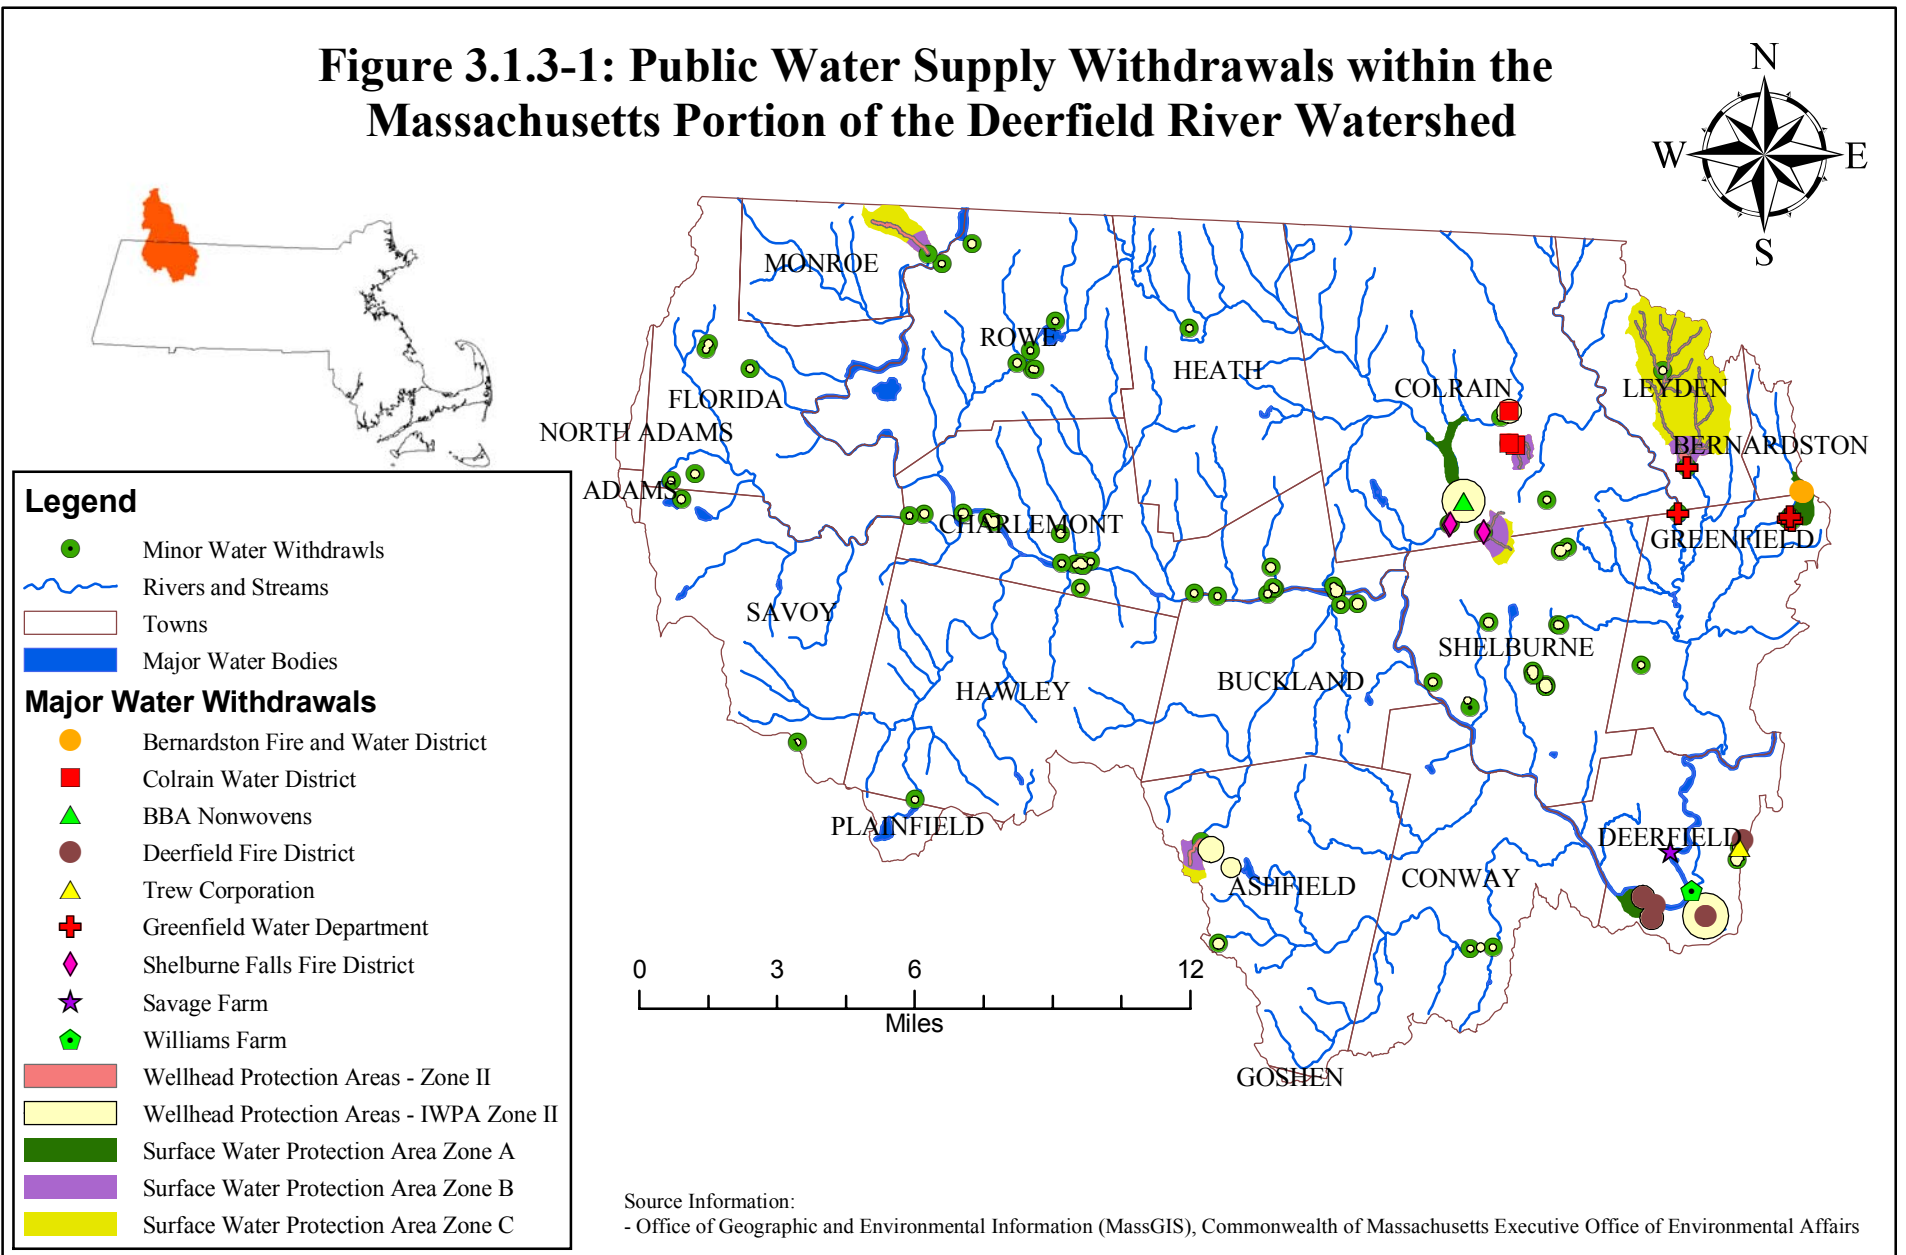 Figure 3.1.3-1: Public Water Supply Withdrawals within the
Massachusetts Portion of the Deerfield River Watershed
N
W
E
S
MONROE
ROWE
HEATH
COLRAIN
LEYDEN
FLORIDA
NORTH ADAMS
BERNARDSTON
ADAMS
CHARLEMONT
GREENFIELD
SAVOY
SHELBURNE
HAWLEY
BUCKLAND
PLAINFIELD
DEERFIELD
ASHFIELD
CONWAY
GOSHEN
0
3
6
12
Miles
Legend
Minor Water Withdrawls
Rivers and Streams
Towns
Major Water Bodies
Major Water Withdrawals
Bernardston Fire and Water District
Colrain Water District
BBA Nonwovens
Deerfield Fire District
Trew Corporation
Greenfield Water Department
Shelburne Falls Fire District
Savage Farm
Williams Farm
Wellhead Protection Areas - Zone II
Wellhead Protection Areas - IWPA Zone II
Surface Water Protection Area Zone A
Surface Water Protection Area Zone B
Surface Water Protection Area Zone C
Source Information:
- Office of Geographic and Environmental Information (MassGIS), Commonwealth of Massachusetts Executive Office of Environmental Affairs